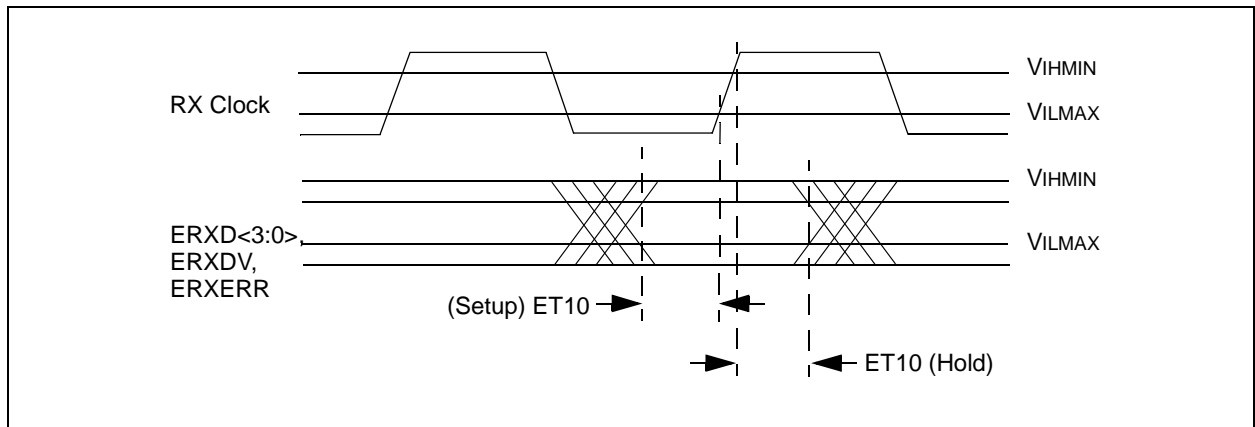 VIHMIN
RX Clock
VILMAX
VIHMIN
ERXD<3:0>,
ERXDV,
ERXERR
VILMAX
(Setup) ET10
ET10 (Hold)